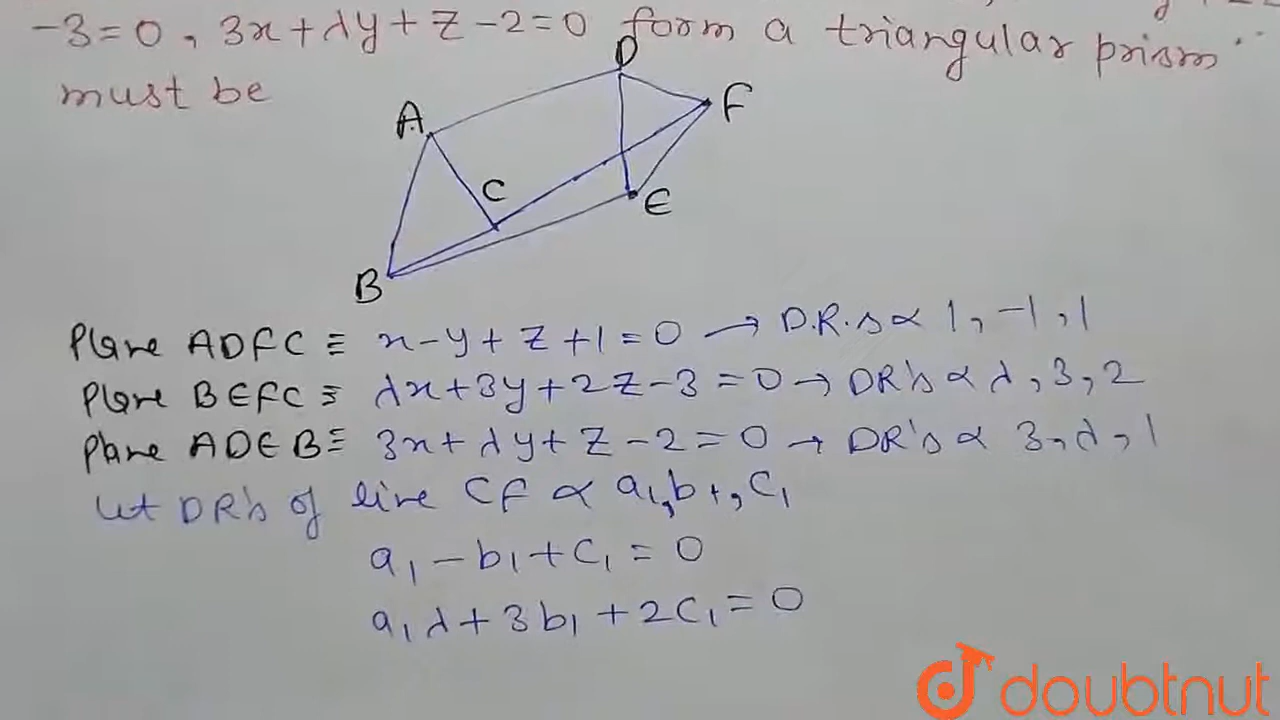 -3=0, 3x+λy+z-2=0 form a triangular prism
must be
D
F
A
C
E
B
Plane ADFC ≡ x-y+z+1=0 → D.R.s ∝ 1,-1,1
Plane BEFC ≡ λx+3y+2z-3=0 → DR's ∝ λ,3,2
Plane ADEB ≡ 3x+λy+z-2=0 → DR's ∝ 3,λ,1
Let DR's of line CF ∝ a₁,b₁,c₁
a₁-b₁+c₁=0
a₁λ+3b₁+2c₁=0
doubtnut